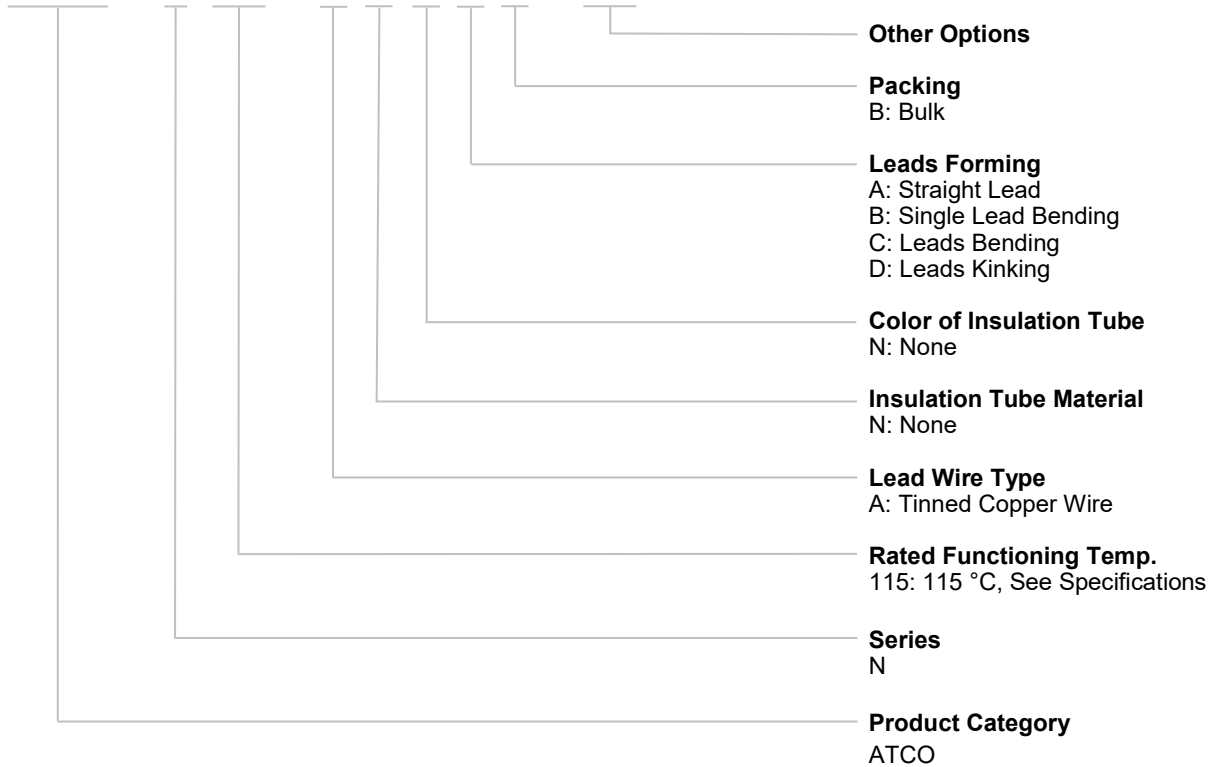 Other Options
Packing
B: Bulk
Leads Forming
A: Straight Lead
B: Single Lead Bending
C: Leads Bending
D: Leads Kinking
Color of Insulation Tube
N: None
Insulation Tube Material
N: None
Lead Wire Type
A: Tinned Copper Wire
Rated Functioning Temp.
115: 115 °C, See Specifications
Series
N
Product Category
ATCO